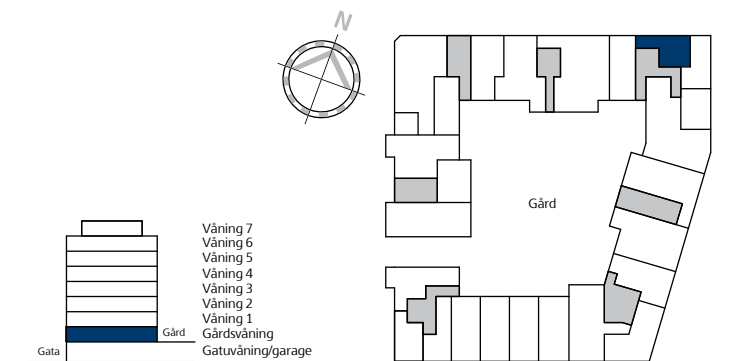 N
Gård
Våning 7
Våning 6
Våning 5
Våning 4
Våning 3
Våning 2
Våning 1
Gård Gårdsvåning
Gata Gatuvåning/garage